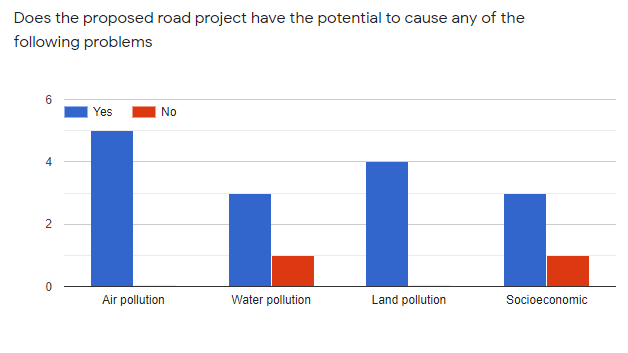 Does the proposed road project have the potential to cause any of the
following problems
6
Yes No
4
2
0
Air pollution Water pollution Land pollution Socioeconomic